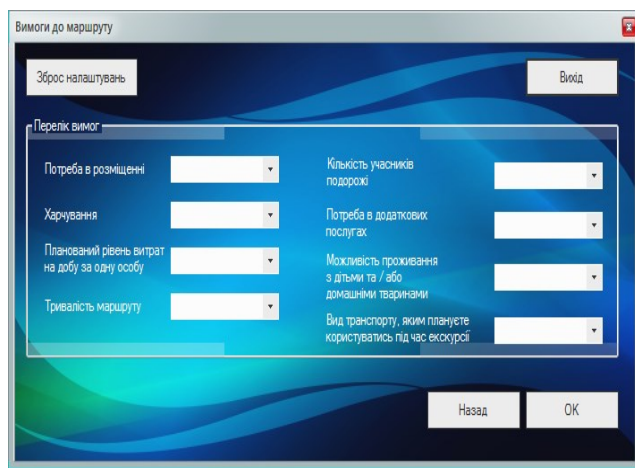 Вимоги до маршруту
Зброс налаштувань
Вихід
Перелік вимог
Потреба в розміщенні
Харчування
Планований рівень витрат
на добу за одну особу
Тривалість маршруту
Кількість учасників
подорожі
Потреба в додаткових
послугах
Можливість проживання
з дітьми та / або
домашніми тваринами
Вид транспорту, яким плануєте
користуватись під час екскурсії
Назад
OK